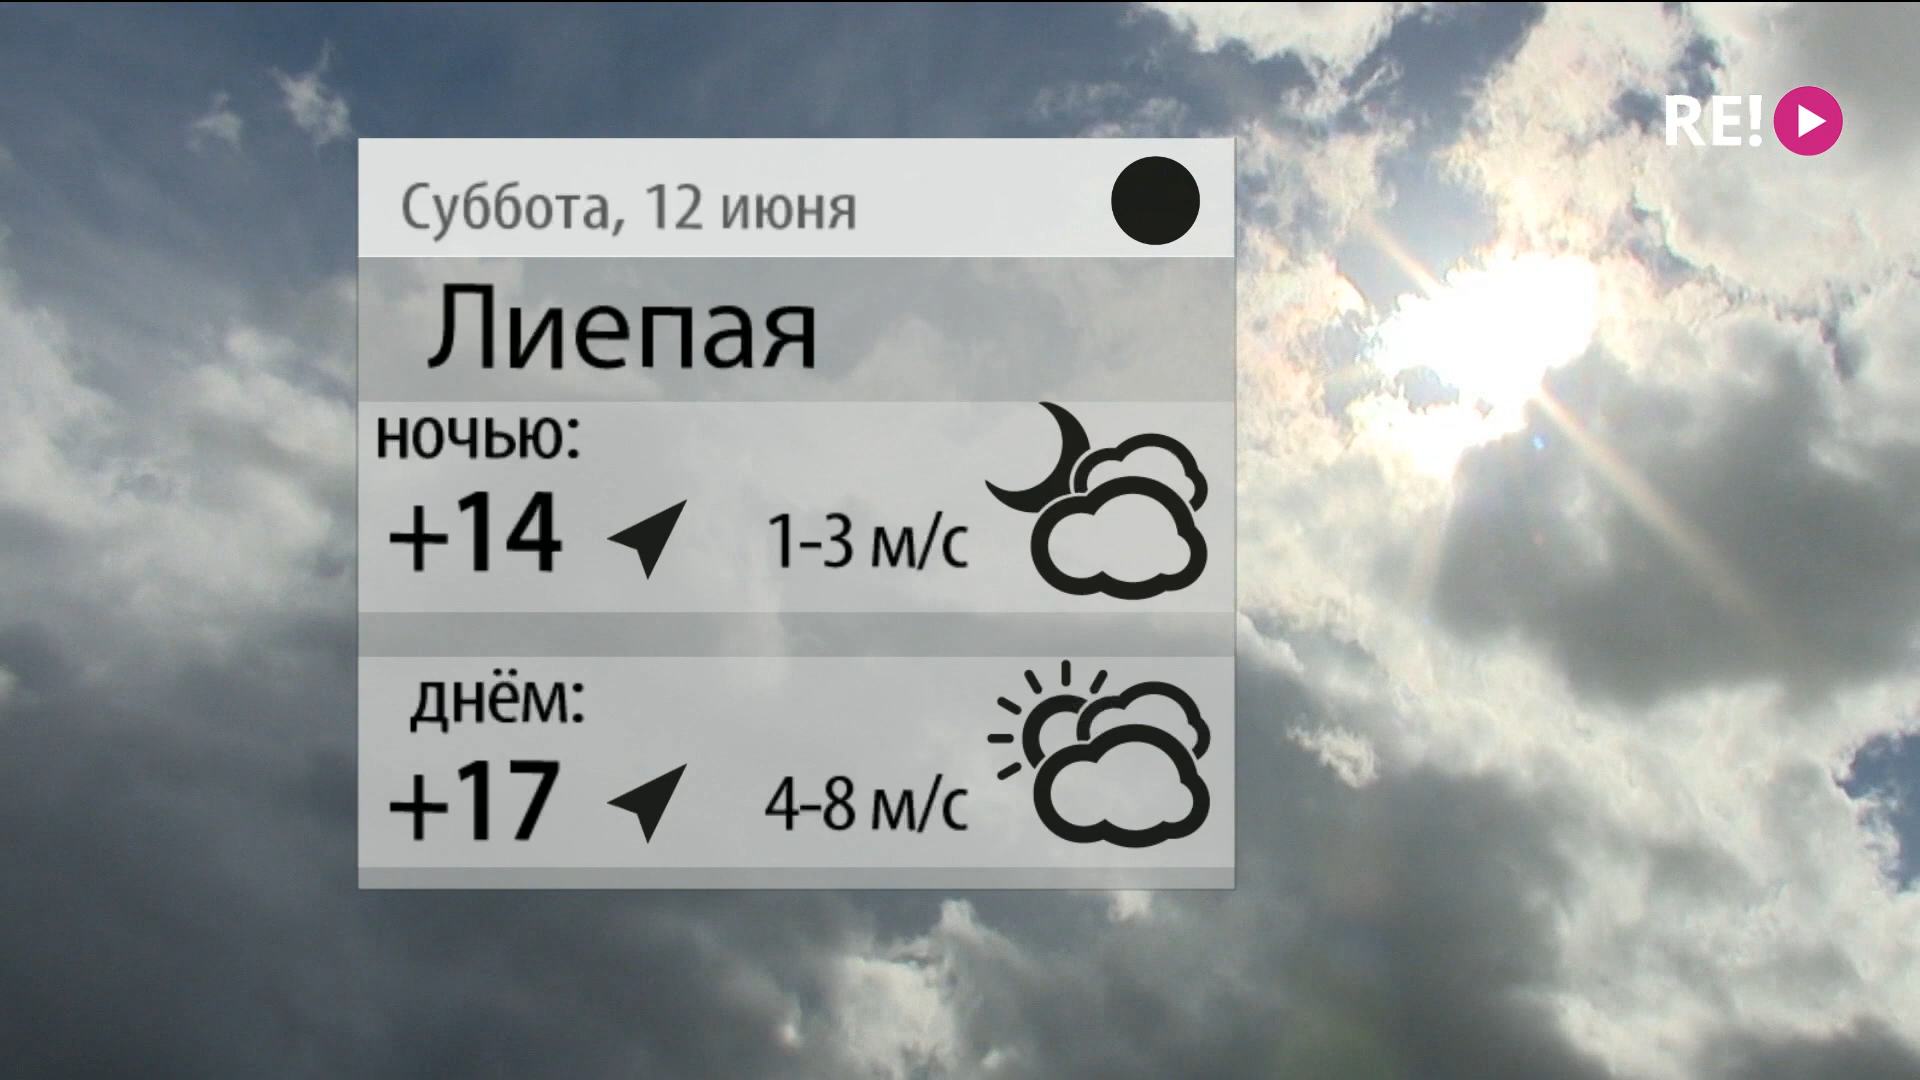 RE!
Суббота, 12 июня
Лиепая
ночью:
+14 1-3 м/с
днём:
+17 4-8 м/с